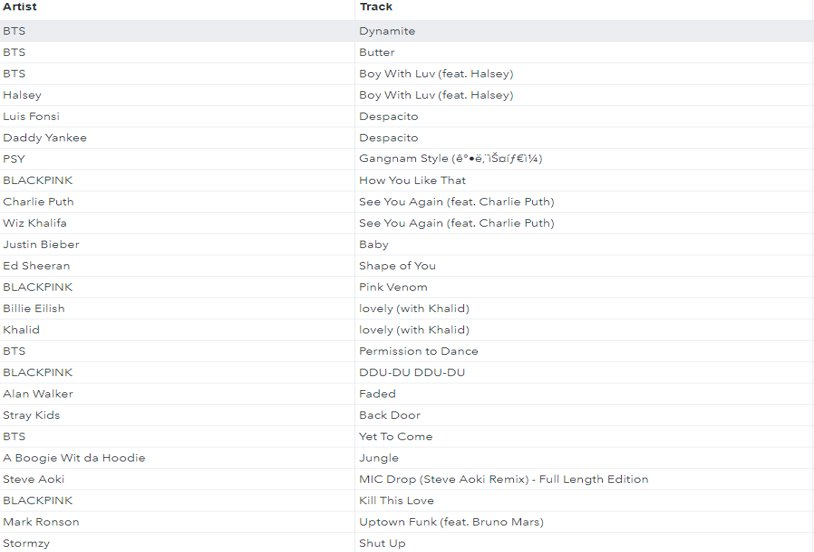 Artist Track
BTS Dynamite
BTS Butter
BTS Boy With Luv (feat. Halsey)
Halsey Boy With Luv (feat. Halsey)
Luis Fonsi Despacito
Daddy Yankee Despacito
PSY Gangnam Style
BLACKPINK How You Like That
Charlie Puth See You Again (feat. Charlie Puth)
Wiz Khalifa See You Again (feat. Charlie Puth)
Justin Bieber Baby
Ed Sheeran Shape of You
BLACKPINK Pink Venom
Billie Eilish lovely (with Khalid)
Khalid lovely (with Khalid)
BTS Permission to Dance
BLACKPINK DDU-DU DDU-DU
Alan Walker Faded
Stray Kids Back Door
BTS Yet To Come
A Boogie Wit da Hoodie Jungle
Steve Aoki MIC Drop (Steve Aoki Remix) - Full Length Edition
BLACKPINK Kill This Love
Mark Ronson Uptown Funk (feat. Bruno Mars)
Stormzy Shut Up